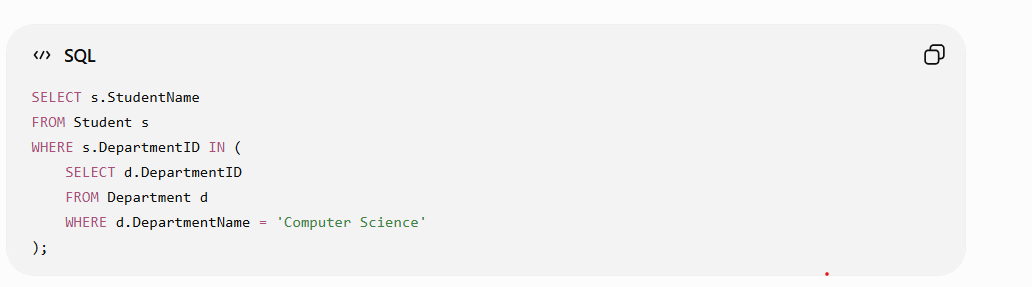 SQL
SELECT s.StudentName
FROM Student s
WHERE s.DepartmentID IN (
    SELECT d.DepartmentID
    FROM Department d
    WHERE d.DepartmentName = 'Computer Science'
);